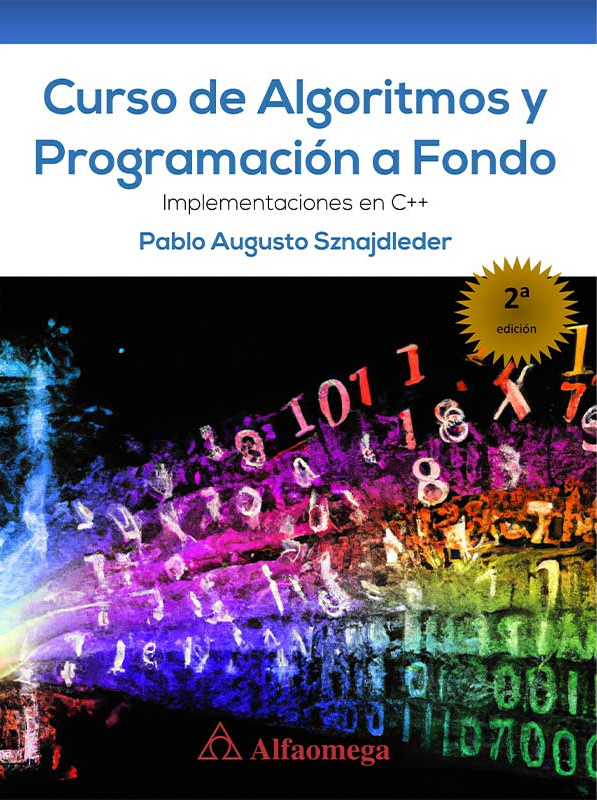 Curso de Algoritmos y
Programación a Fondo
Implementaciones en C++
Pablo Augusto Sznajdleder
2ª
edición
Alfaomega